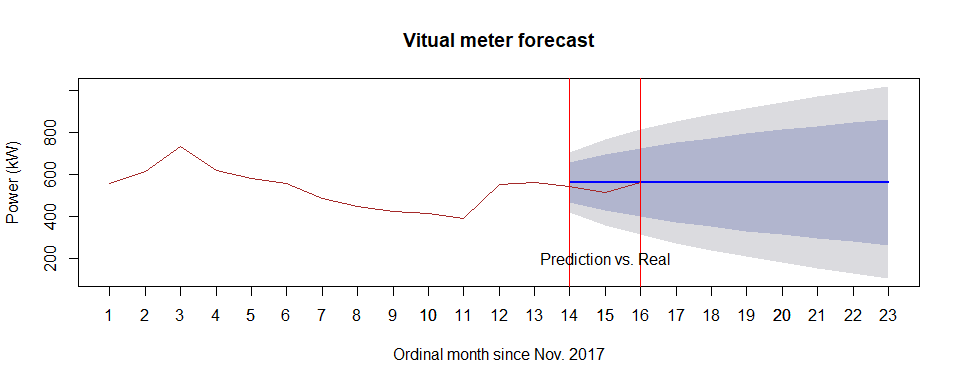 Vitual meter forecast
Power (kW)
800
600
400
200
Prediction vs. Real
1 2 3 4 5 6 7 8 9 10 11 12 13 14 15 16 17 18 19 20 21 22 23
Ordinal month since Nov. 2017